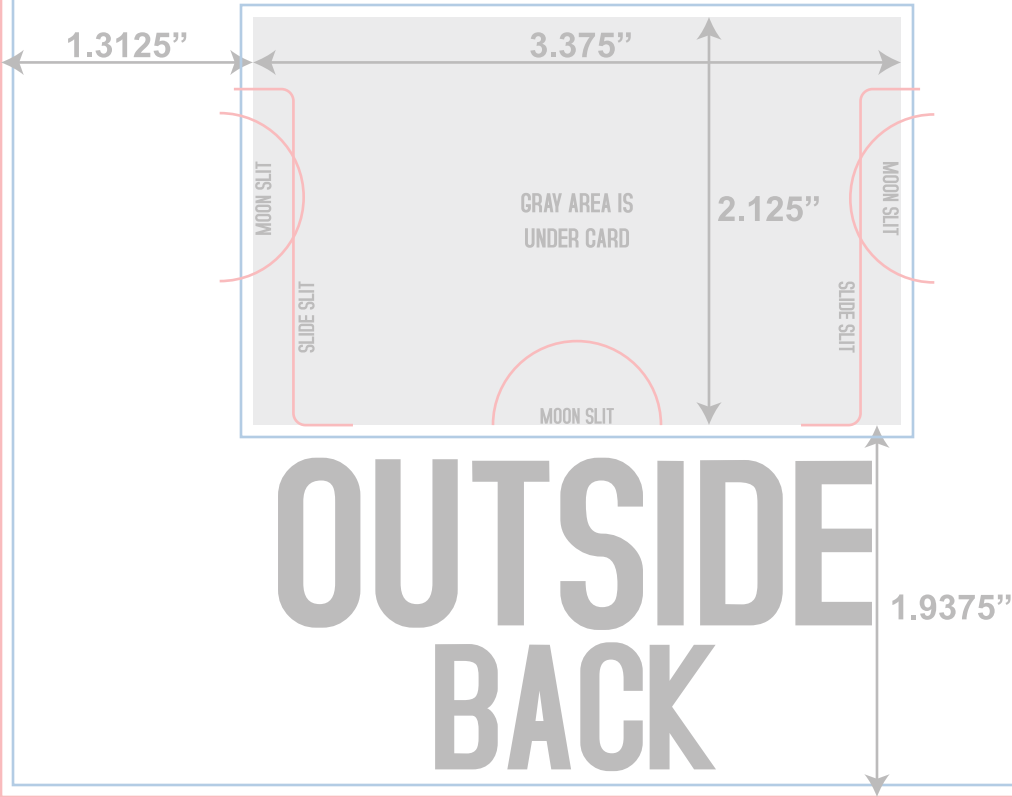 1.3125”
3.375”
MOON SLIT
MOON SLIT
GRAY AREA IS
UNDER CARD
2.125”
SLIDE SLIT
SLIDE SLIT
MOON SLIT
OUTSIDE
BACK
1.9375”